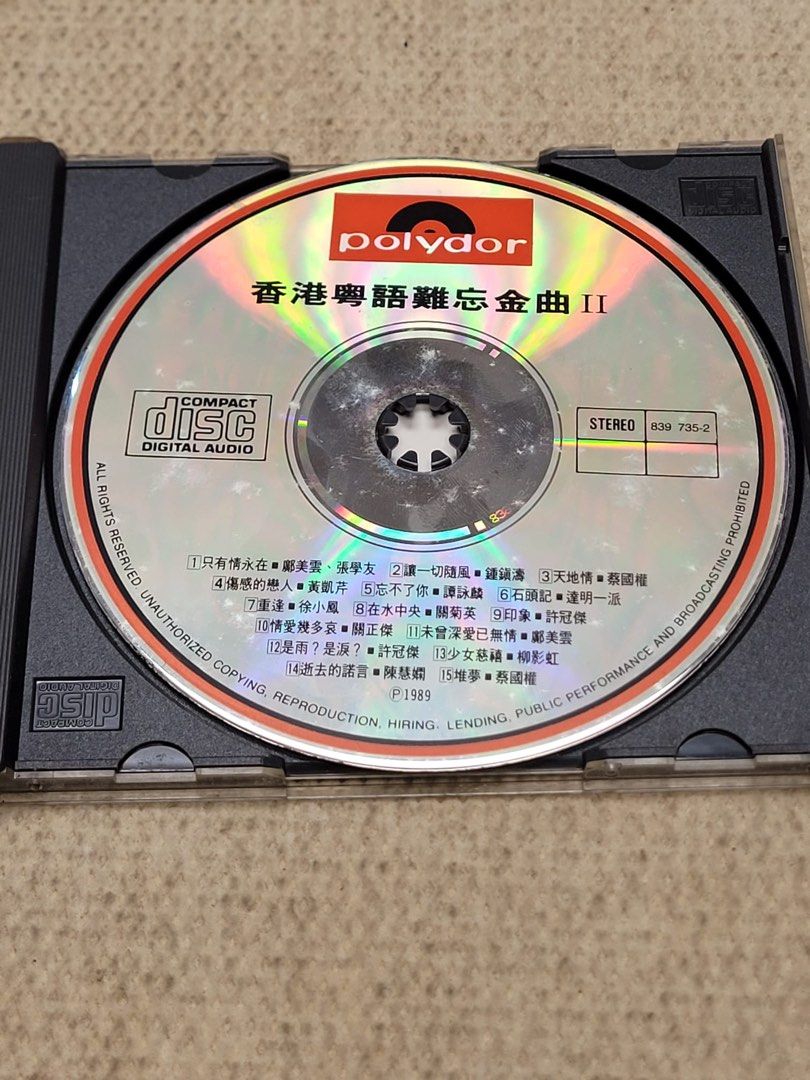 polydor
香港粵語難忘金曲 II
COMPACT
disc
DIGITAL AUDIO
STEREO 839 735-2
1 只有情永在 ■ 鄺美雲、張學友 2 讓一切隨風 ■ 鍾鎮濤 3 天地情 ■ 蔡國權
4 傷感的戀人 ■ 黃凱芹 5 忘不了你 ■ 譚詠麟 6 石頭記 ■ 達明一派
7 重逢 ■ 徐小鳳 8 在水中央 ■ 關菊英 9 印象 ■ 許冠傑
10 情愛幾多哀 ■ 關正傑 11 未曾深愛已無情 ■ 鄺美雲
12 是雨？是淚？ ■ 許冠傑 13 少女慈禧 ■ 柳影虹
14 逝去的諾言 ■ 陳慧嫻 15 堆夢 ■ 蔡國權
Ⓟ1989
ALL RIGHTS RESERVED. UNAUTHORIZED COPYING, REPRODUCTION, HIRING, LENDING, PUBLIC PERFORMANCE AND BROADCASTING PROHIBITED
COMPACT
disc
DIGITAL AUDIO
DIGITAL AUDIO